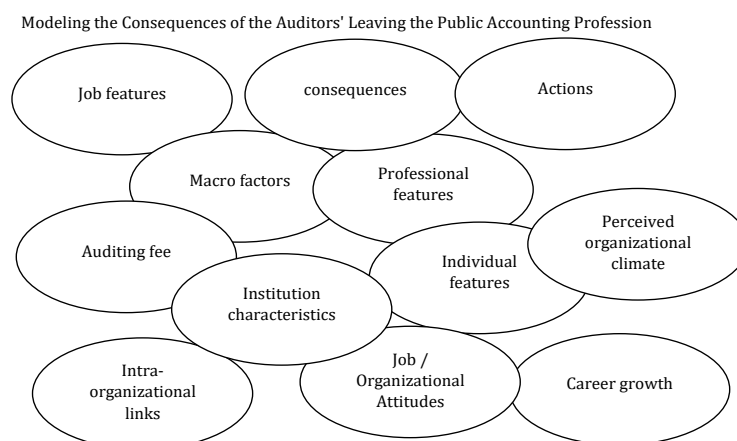 Modeling the Consequences of the Auditors' Leaving the Public Accounting Profession
Job features
consequences
Actions
Macro factors
Professional
features
Perceived
organizational
climate
Auditing fee
Individual
features
Institution
characteristics
Intra-
organizational
links
Job /
Organizational
Attitudes
Career growth